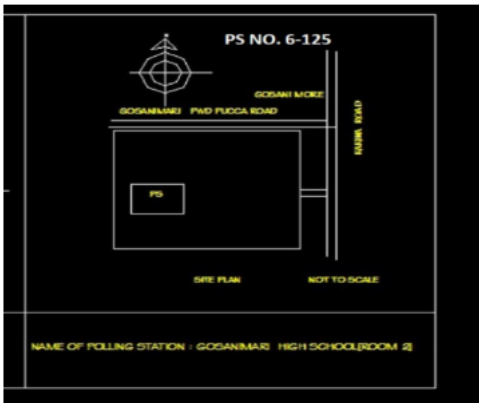 PS NO. 6-125
GOSANI MORE
GOSANIMARI PWD PUCCA ROAD
PS
SITE PLAN NOT TO SCALE
NAME OF POLLING STATION : GOSANIMARI HIGH SCHOOL[ROOM 2]